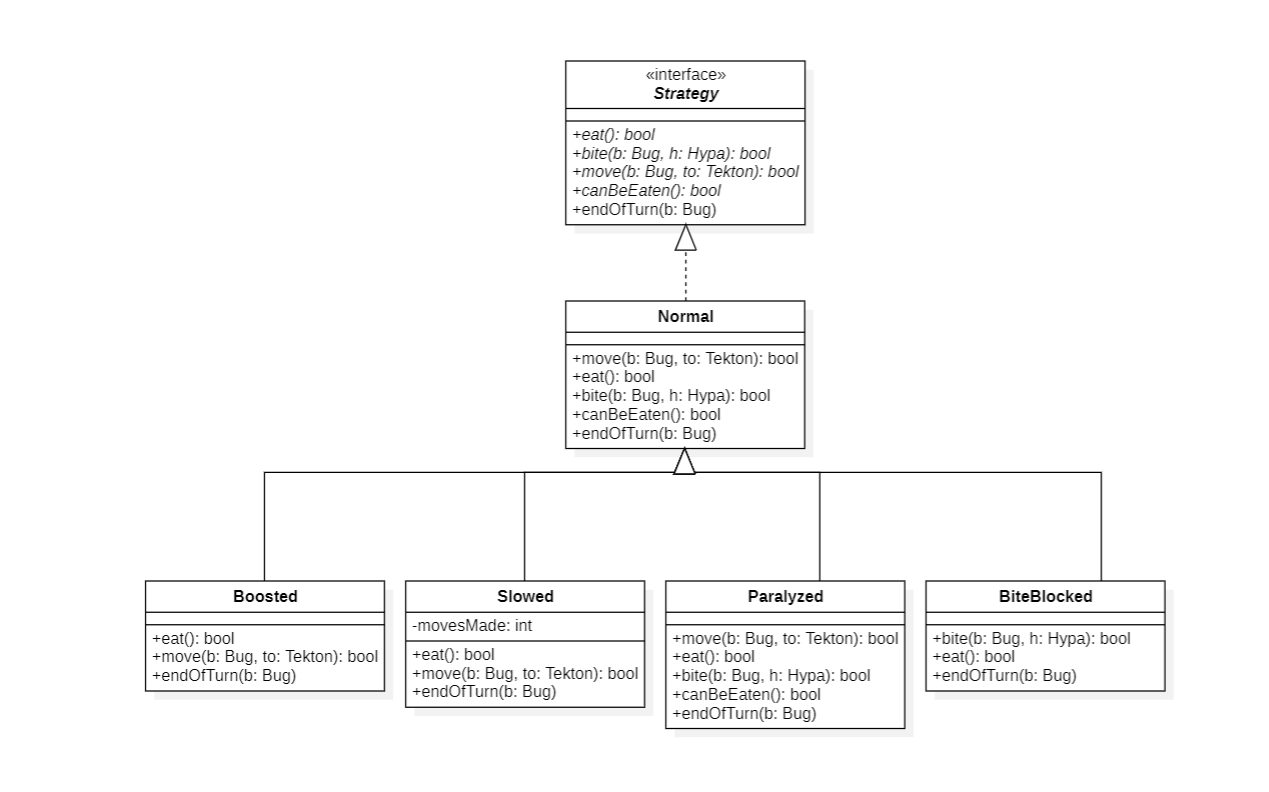 «interface»
Strategy
+eat(): bool
+bite(b: Bug, h: Hypa): bool
+move(b: Bug, to: Tekton): bool
+canBeEaten(): bool
+endOfTurn(b: Bug)
Normal
+move(b: Bug, to: Tekton): bool
+eat(): bool
+bite(b: Bug, h: Hypa): bool
+canBeEaten(): bool
+endOfTurn(b: Bug)
Boosted
+eat(): bool
+move(b: Bug, to: Tekton): bool
+endOfTurn(b: Bug)
Slowed
-movesMade: int
+eat(): bool
+move(b: Bug, to: Tekton): bool
+endOfTurn(b: Bug)
Paralyzed
+move(b: Bug, to: Tekton): bool
+eat(): bool
+bite(b: Bug, h: Hypa): bool
+canBeEaten(): bool
+endOfTurn(b: Bug)
BiteBlocked
+bite(b: Bug, h: Hypa): bool
+eat(): bool
+endOfTurn(b: Bug)